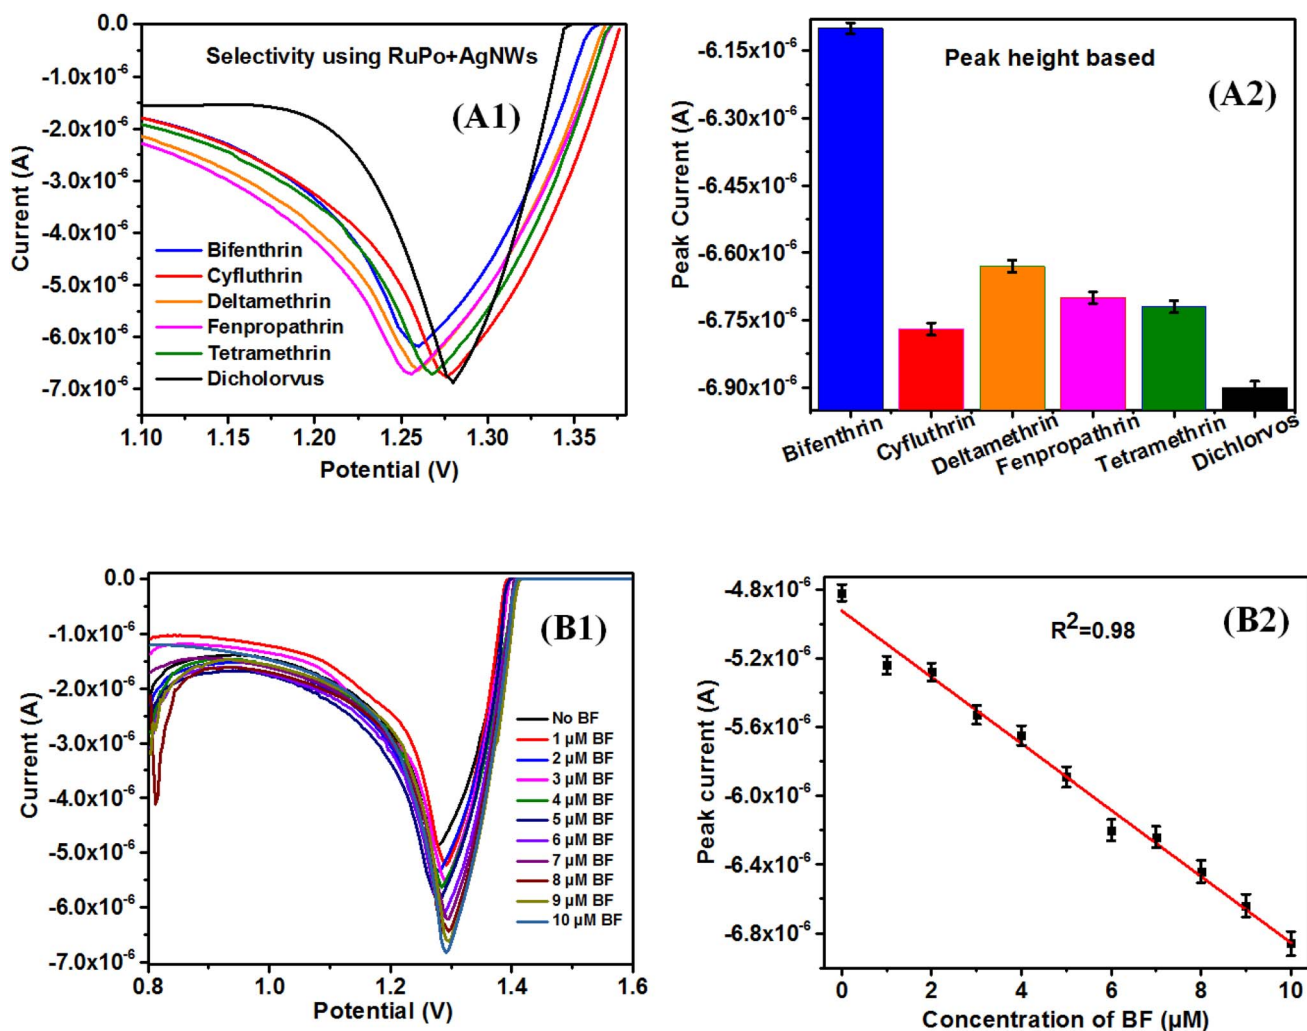 Selectivity using RuPo+AgNWs
(A1)
Current (A)
0.0
-1.0x10⁻⁶
-2.0x10⁻⁶
-3.0x10⁻⁶
-4.0x10⁻⁶
-5.0x10⁻⁶
-6.0x10⁻⁶
-7.0x10⁻⁶
Bifenthrin
Cyfluthrin
Deltamethrin
Fenpropathrin
Tetramethrin
Dicholorvus
1.10 1.15 1.20 1.25 1.30 1.35
Potential (V)
Peak height based
(A2)
Peak Current (A)
-6.15x10⁻⁶
-6.30x10⁻⁶
-6.45x10⁻⁶
-6.60x10⁻⁶
-6.75x10⁻⁶
-6.90x10⁻⁶
Bifenthrin Cyfluthrin Deltamethrin Fenpropathrin Tetramethrin Dichlorvos
(B1)
Current (A)
0.0
-1.0x10⁻⁶
-2.0x10⁻⁶
-3.0x10⁻⁶
-4.0x10⁻⁶
-5.0x10⁻⁶
-6.0x10⁻⁶
-7.0x10⁻⁶
No BF
1 µM BF
2 µM BF
3 µM BF
4 µM BF
5 µM BF
6 µM BF
7 µM BF
8 µM BF
9 µM BF
10 µM BF
0.8 1.0 1.2 1.4 1.6
Potential (V)
R²=0.98
(B2)
Peak current (A)
-4.8x10⁻⁶
-5.2x10⁻⁶
-5.6x10⁻⁶
-6.0x10⁻⁶
-6.4x10⁻⁶
-6.8x10⁻⁶
0 2 4 6 8 10
Concentration of BF (µM)